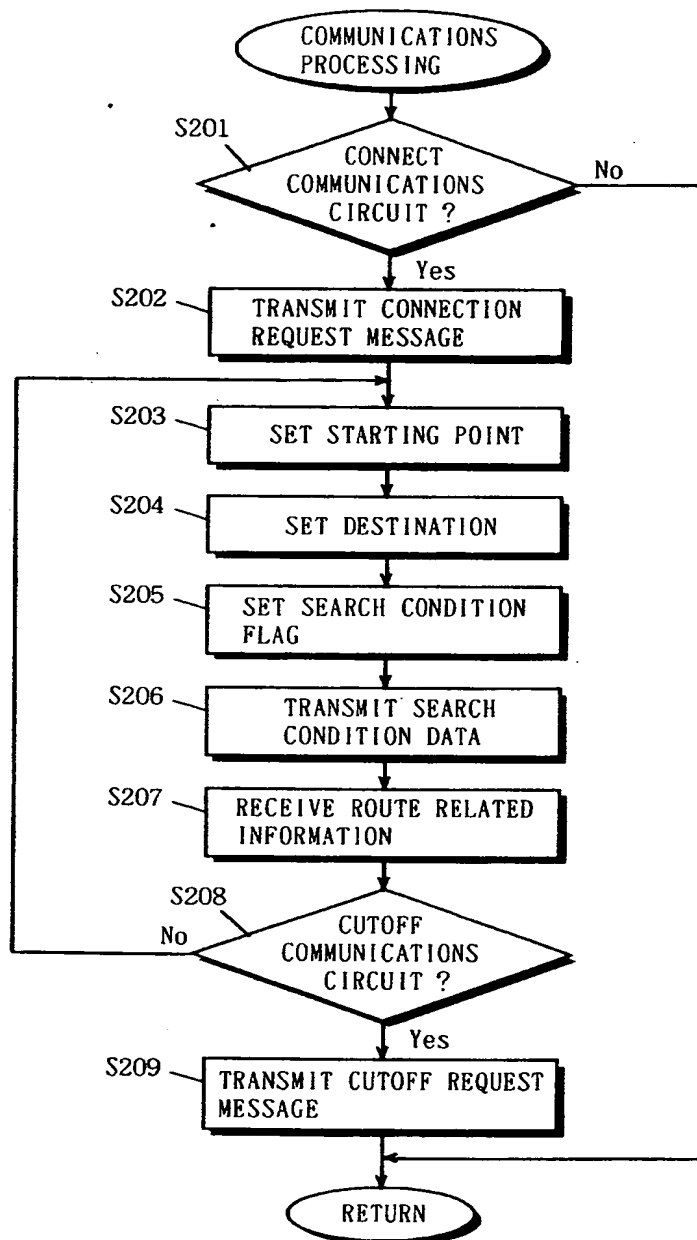 COMMUNICATIONS
PROCESSING
S201
CONNECT
COMMUNICATIONS
CIRCUIT ?
No
Yes
S202
TRANSMIT CONNECTION
REQUEST MESSAGE
S203
SET STARTING POINT
S204
SET DESTINATION
S205
SET SEARCH CONDITION
FLAG
S206
TRANSMIT SEARCH
CONDITION DATA
S207
RECEIVE ROUTE RELATED
INFORMATION
S208
No
CUTOFF
COMMUNICATIONS
CIRCUIT ?
Yes
S209
TRANSMIT CUTOFF REQUEST
MESSAGE
RETURN